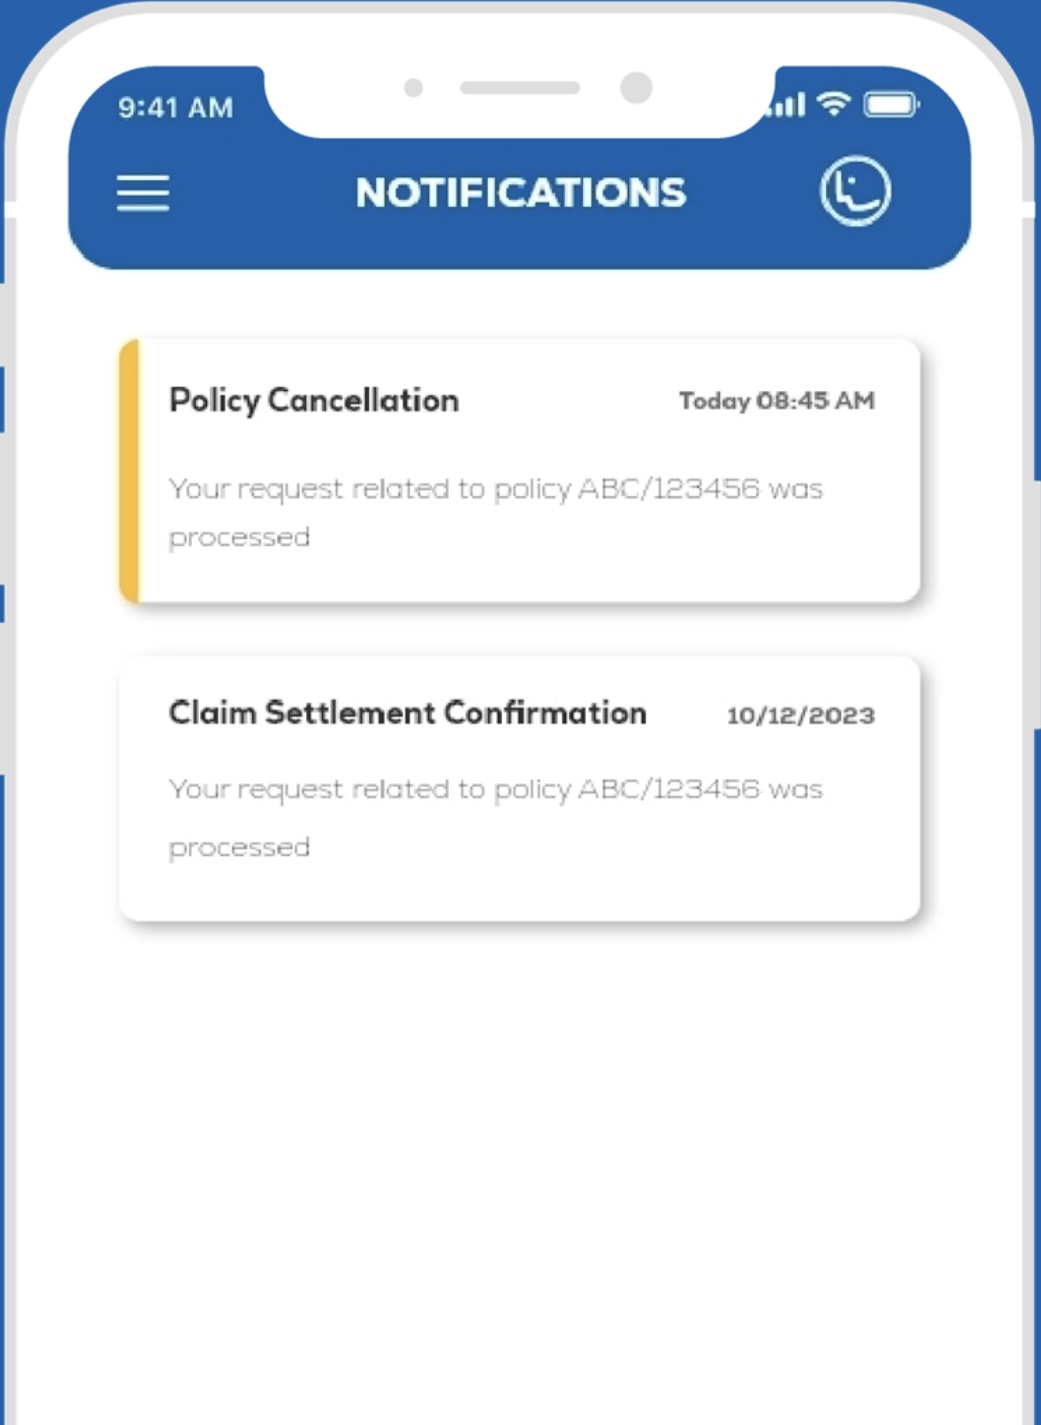 9:41 AM
NOTIFICATIONS
Policy Cancellation Today 08:45 AM
Your request related to policy ABC/123456 was
processed
Claim Settlement Confirmation 10/12/2023
Your request related to policy ABC/123456 was
processed